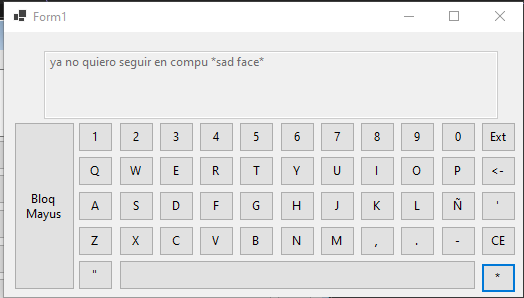 Form1
ya no quiero seguir en compu *sad face*
1 2 3 4 5 6 7 8 9 0 Ext
Q W E R T Y U I O P <-
Bloq
Mayus
A S D F G H J K L Ñ '
Z X C V B N M , . - CE
" *